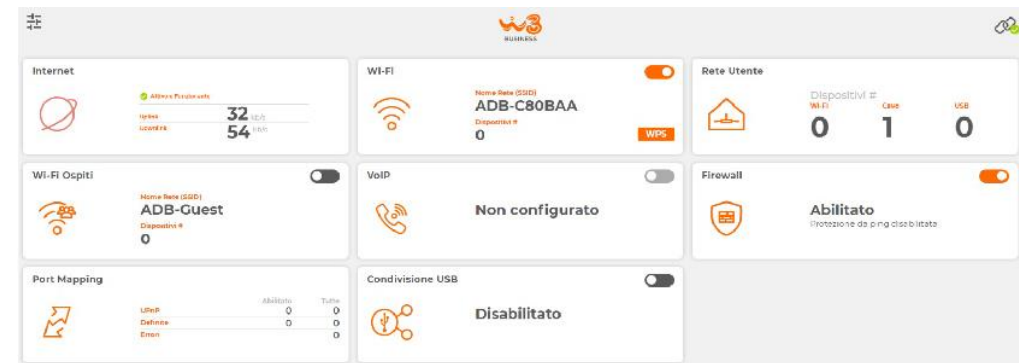 W3
BUSINESS
Internet
Attivo e Funzionante
Uplink 32 kb/s
Downlink 54 kb/s
Wi-Fi
Nome Rete (SSID)
ADB-C80BAA
Dispositivi #
0
WPS
Rete Utente
Dispositivi #
Wi-Fi Cavo USB
0 1 0
Wi-Fi Ospiti
Nome Rete (SSID)
ADB-Guest
Dispositivi #
0
VoIP
Non configurato
Firewall
Abilitato
Protezione da ping disabilitata
Port Mapping
Abilitato Tutte
UPnP 0 0
Definite 0 0
Errori 0
Condivisione USB
Disabilitato